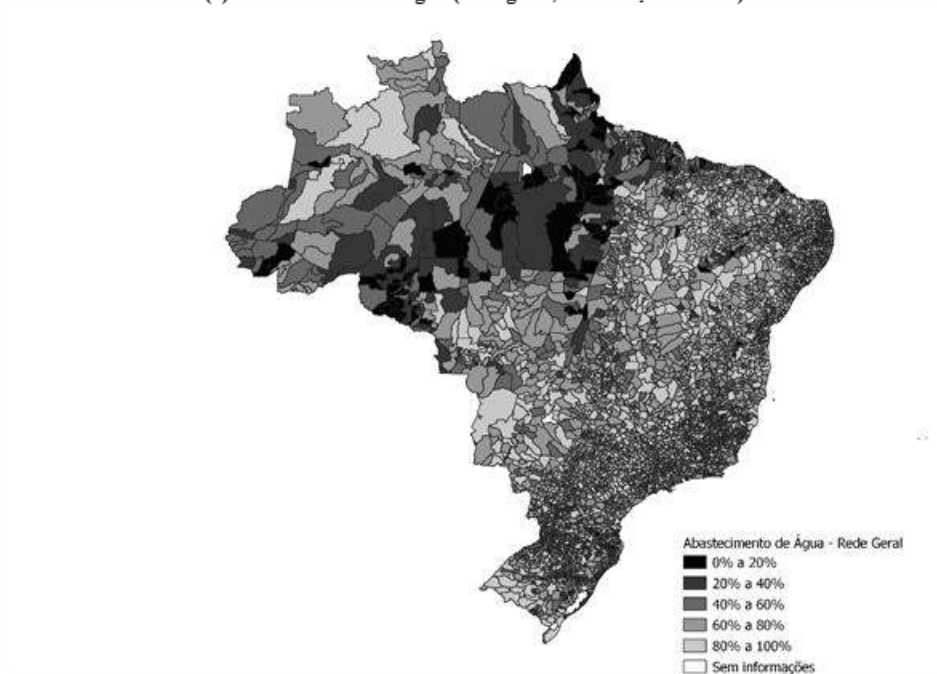 Abastecimento de Água - Rede Geral
0% a 20%
20% a 40%
40% a 60%
60% a 80%
80% a 100%
Sem informações